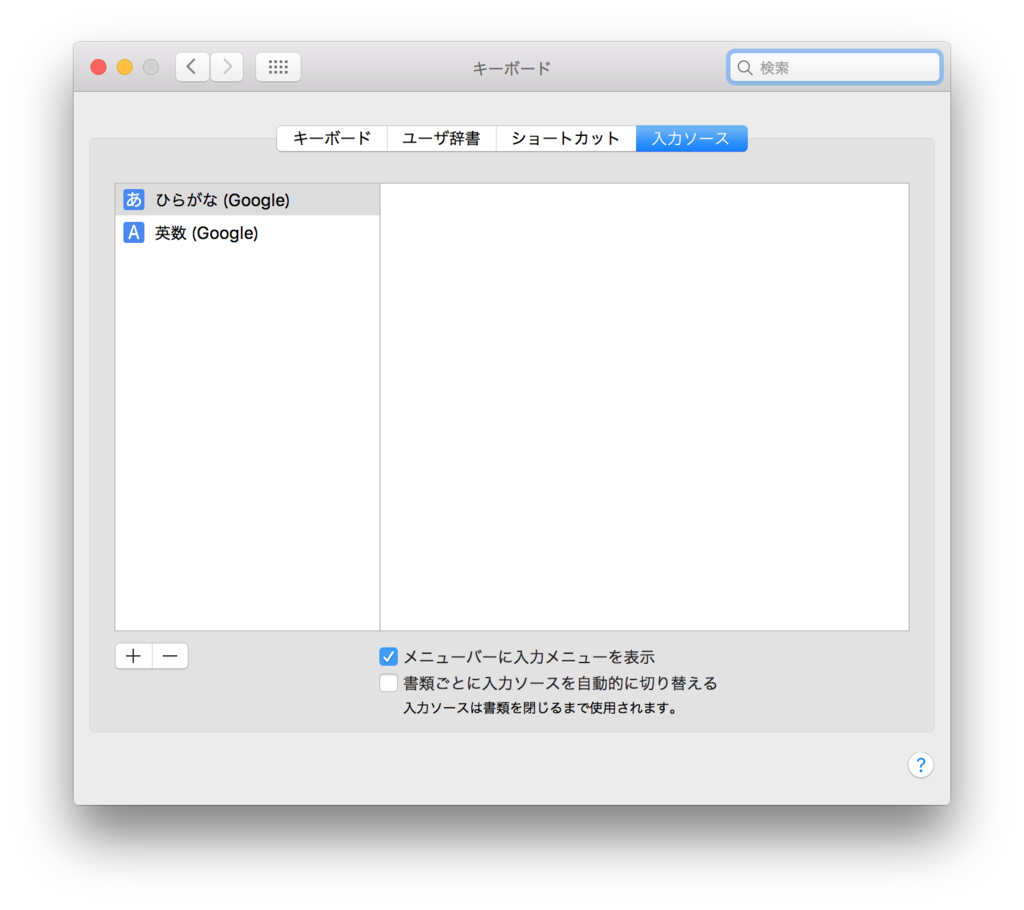 キーボード
検索
キーボード
ユーザ辞書
ショートカット
入力ソース
あ ひらがな (Google)
A 英数 (Google)
メニューバーに入力メニューを表示
書類ごとに入力ソースを自動的に切り替える
入力ソースは書類を閉じるまで使用されます。
?